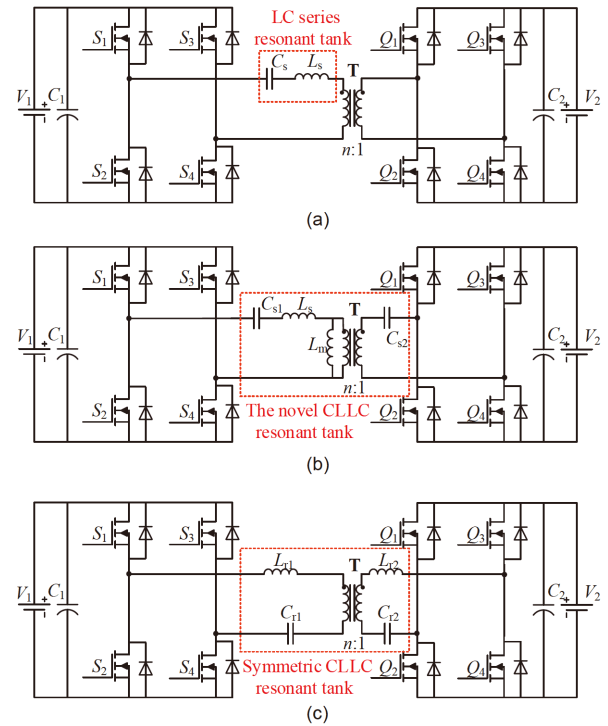 LC series
resonant tank
S1 S3 Cs Ls T Q1 Q3
V1 C1 C2 V2
S2 S4 n:1 Q2 Q4
(a)
S1 S3 Cs1 Ls T Q1 Q3
V1 C1 Lm Cs2 C2 V2
S2 S4 n:1 Q2 Q4
The novel CLLC
resonant tank
(b)
S1 S3 Lr1 T Lr2 Q1 Q3
V1 C1 Cr1 Cr2 C2 V2
S2 S4 n:1 Q2 Q4
Symmetric CLLC
resonant tank
(c)